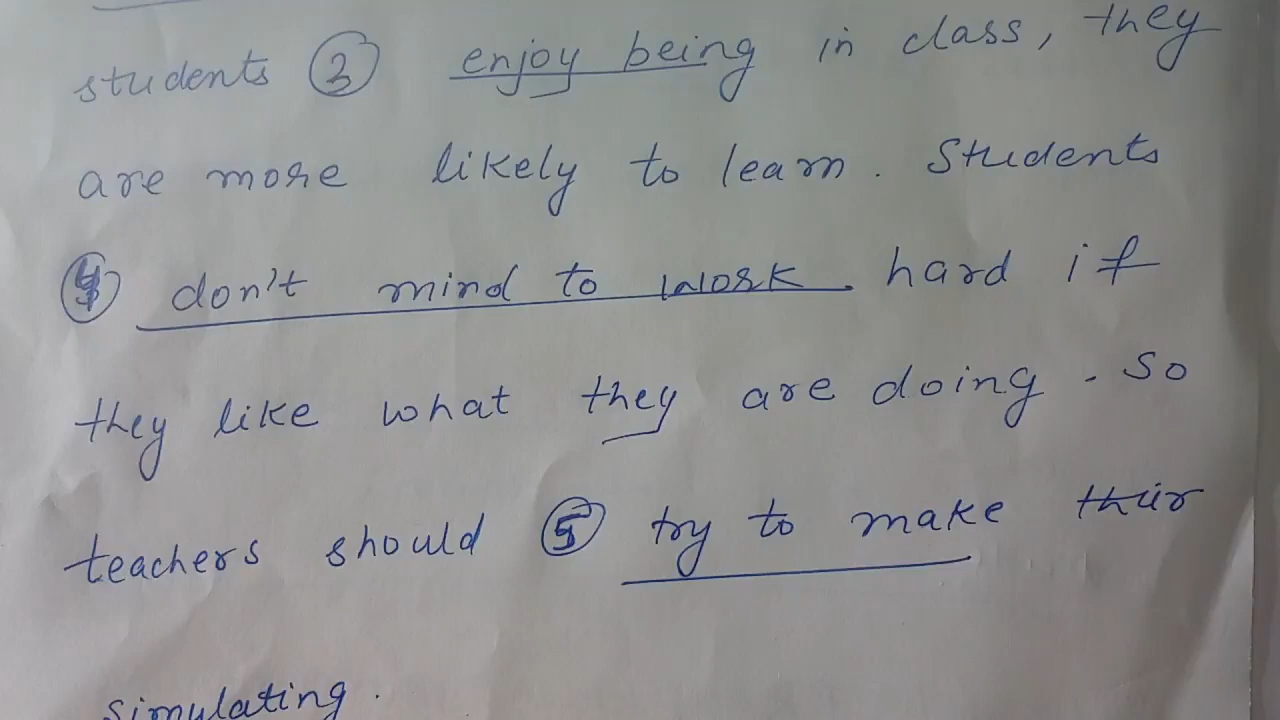 students ③ enjoy being in class, they
are more likely to learn. Students
④ don't mind to work hard if
they like what they are doing. So
teachers should ⑤ try to make their
simulating.